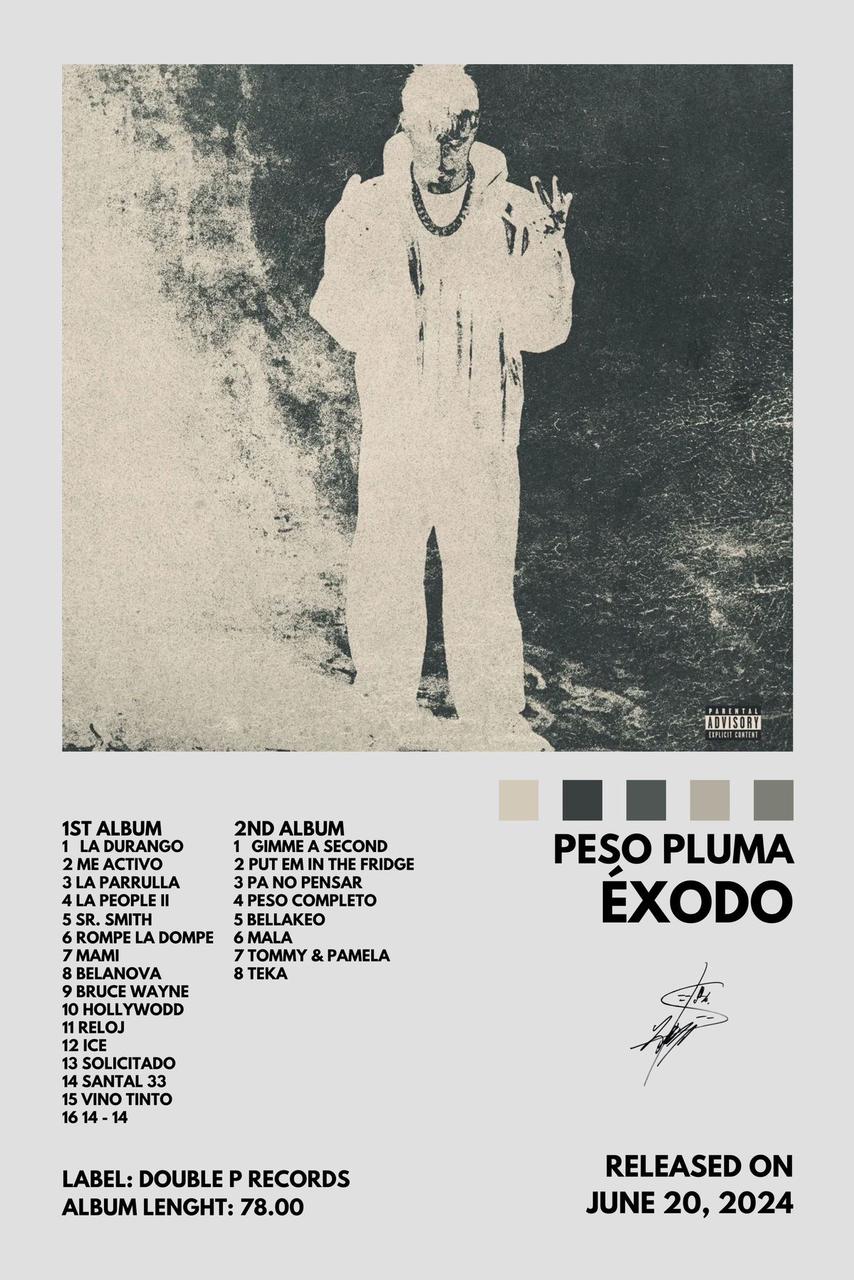 PARENTAL
ADVISORY
EXPLICIT CONTENT
1ST ALBUM
1 LA DURANGO
2 ME ACTIVO
3 LA PARRULLA
4 LA PEOPLE II
5 SR. SMITH
6 ROMPE LA DOMPE
7 MAMI
8 BELANOVA
9 BRUCE WAYNE
10 HOLLYWODD
11 RELOJ
12 ICE
13 SOLICITADO
14 SANTAL 33
15 VINO TINTO
16 14 - 14
2ND ALBUM
1 GIMME A SECOND
2 PUT EM IN THE FRIDGE
3 PA NO PENSAR
4 PESO COMPLETO
5 BELLAKEO
6 MALA
7 TOMMY & PAMELA
8 TEKA
PESO PLUMA
ÉXODO
LABEL: DOUBLE P RECORDS
ALBUM LENGHT: 78.00
RELEASED ON
JUNE 20, 2024